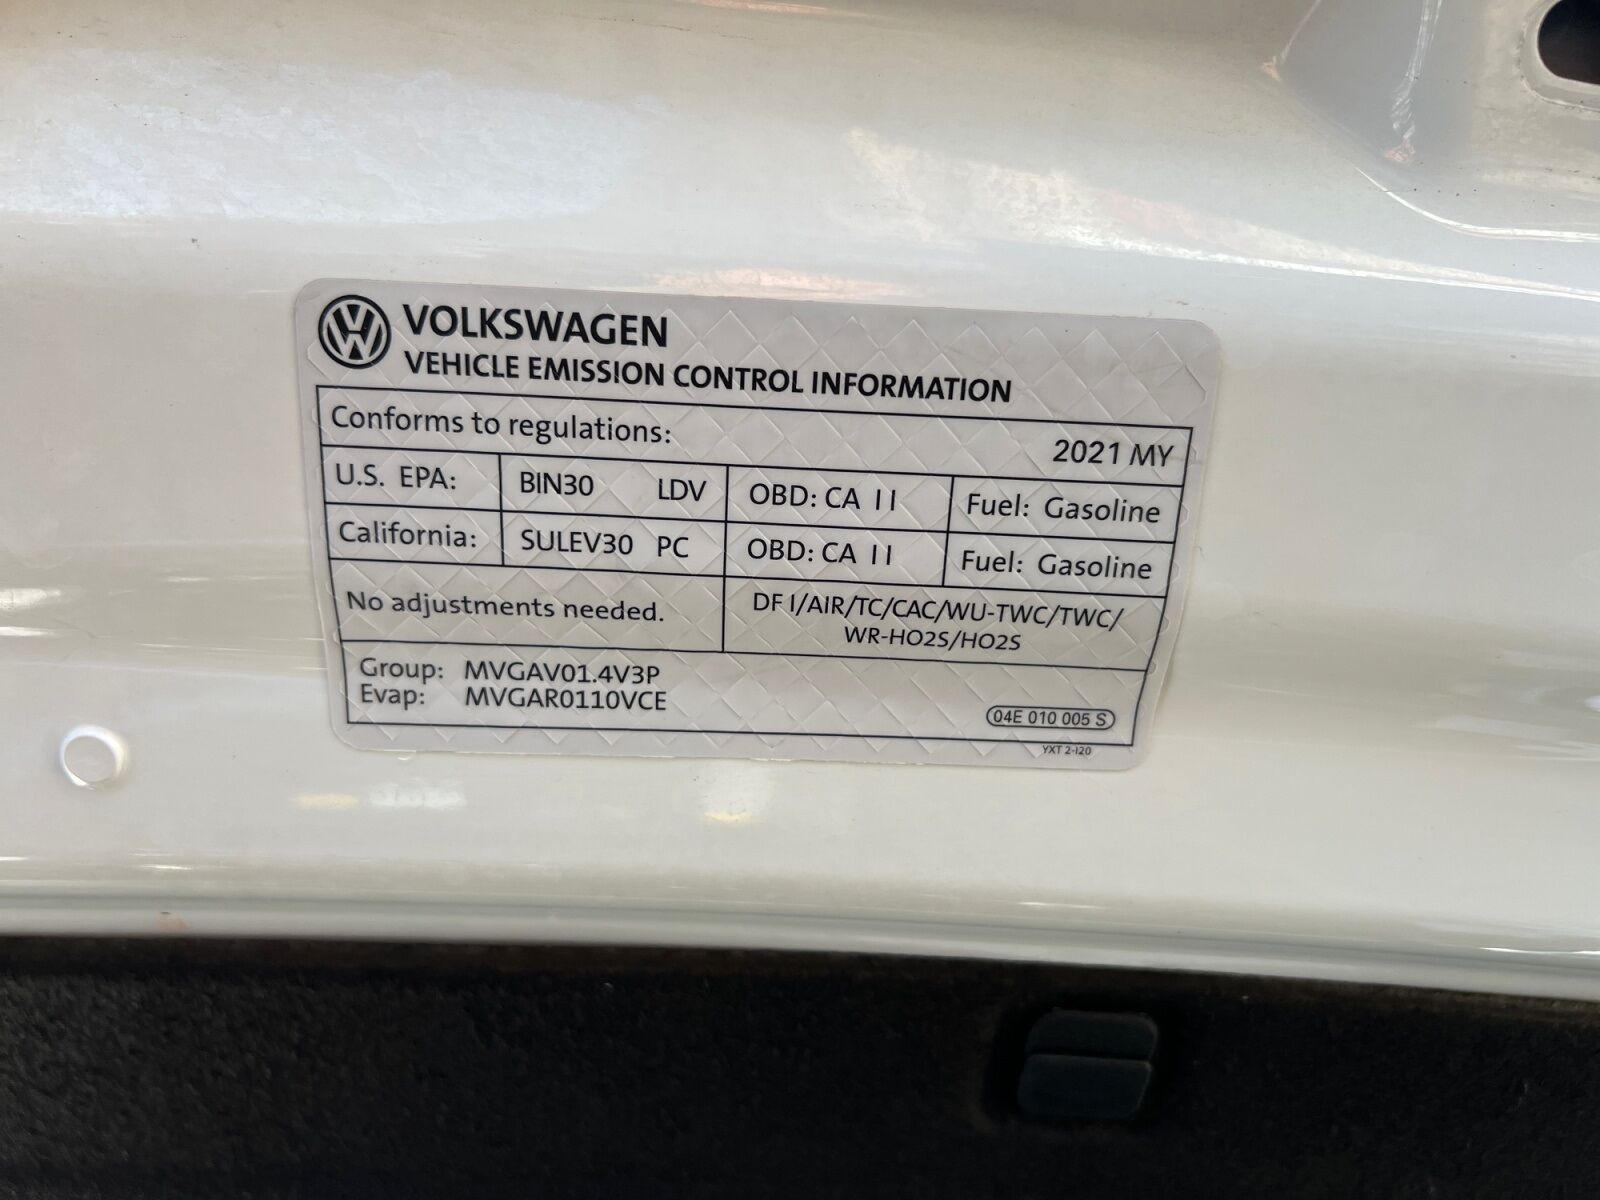 VOLKSWAGEN
VEHICLE EMISSION CONTROL INFORMATION
Conforms to regulations: 2021 MY
U.S. EPA: BIN30 LDV OBD: CA II Fuel: Gasoline
California: SULEV30 PC OBD: CA II Fuel: Gasoline
No adjustments needed.
DFI/AIR/TC/CAC/WU-TWC/TWC/
WR-HO2S/HO2S
Group: MVGAV01.4V3P
Evap: MVGAR0110VCE
04E 010 005 S
YXT 2-120